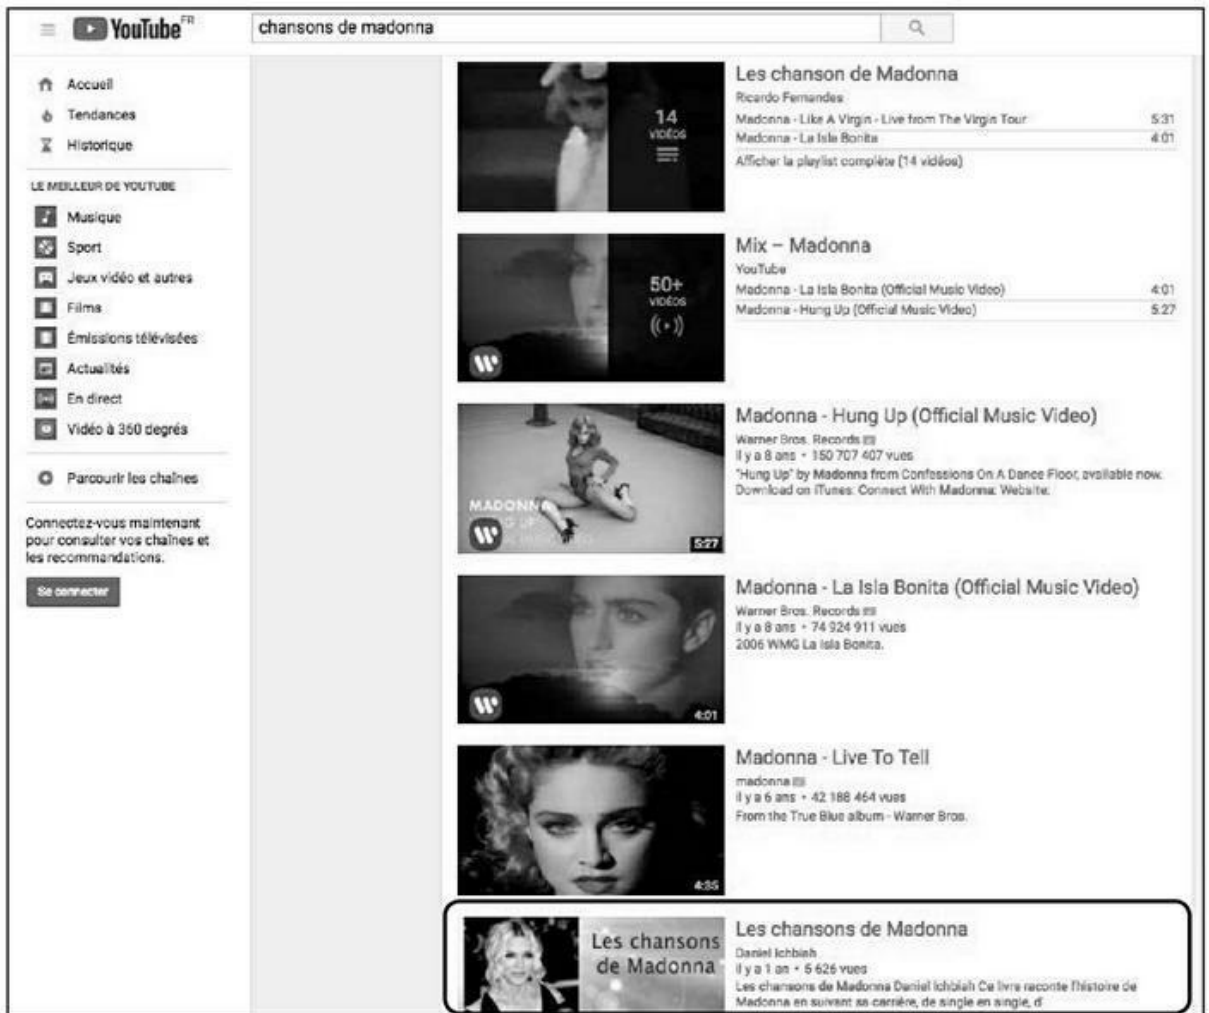 YouTube FR
chansons de madonna
Accueil
Tendances
Historique
LE MEILLEUR DE YOUTUBE
Musique
Sport
Jeux vidéo et autres
Films
Émissions télévisées
Actualités
En direct
Vidéo à 360 degrés
Parcourir les chaînes
Connectez-vous maintenant
pour consulter vos chaînes et
les recommandations.
Se connecter
14
VIDÉOS
Les chanson de Madonna
Ricardo Fernandes
Madonna - Like A Virgin - Live from The Virgin Tour 5:31
Madonna - La Isla Bonita 4:01
Afficher la playlist complète (14 vidéos)
50+
VIDÉOS
Mix – Madonna
YouTube
Madonna - La Isla Bonita (Official Music Video) 4:01
Madonna - Hung Up (Official Music Video) 5:27
MADONNA
5:27
Madonna - Hung Up (Official Music Video)
Warner Bros. Records
il y a 8 ans • 150 707 407 vues
"Hung Up" by Madonna from Confessions On A Dance Floor, available now.
Download on iTunes: Connect With Madonna: Website:
4:01
Madonna - La Isla Bonita (Official Music Video)
Warner Bros. Records
il y a 8 ans • 74 924 911 vues
2006 WMG La Isla Bonita.
4:35
Madonna - Live To Tell
madonna
il y a 6 ans • 42 188 464 vues
From the True Blue album - Warner Bros.
Les chansons
de Madonna
Les chansons de Madonna
Daniel Ichbiah
il y a 1 an • 5 626 vues
Les chansons de Madonna Daniel Ichbiah Ce livre raconte l'histoire de
Madonna en suivant sa carrière, de single en single, d'